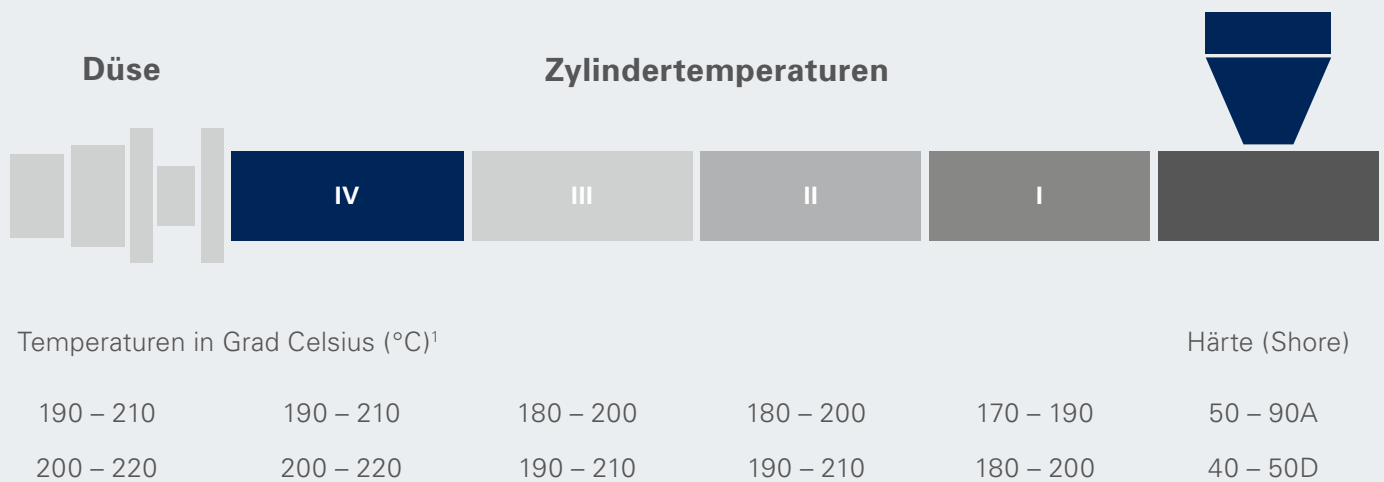 Düse Zylindertemperaturen
IV III II I
Temperaturen in Grad Celsius (°C)¹ Härte (Shore)
190 – 210 190 – 210 180 – 200 180 – 200 170 – 190 50 – 90A
200 – 220 200 – 220 190 – 210 190 – 210 180 – 200 40 – 50D